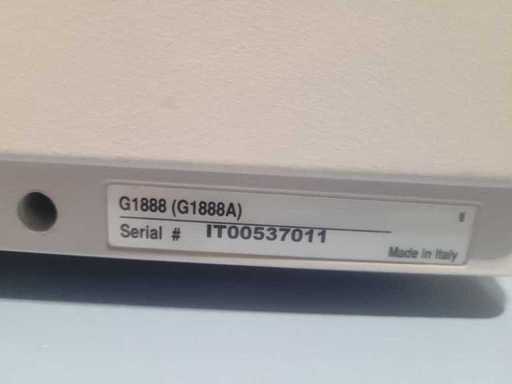 G1888 (G1888A)
Serial # IT00537011
Made in Italy